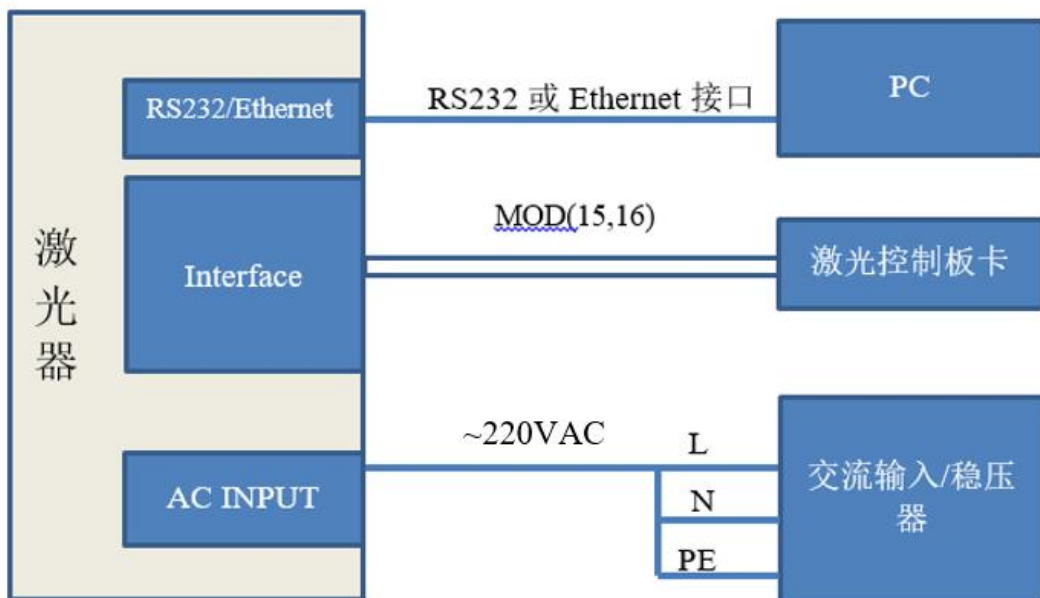 RS232/Ethernet
RS232 或 Ethernet 接口
PC
激
光
器
Interface
MOD(15,16)
激光控制板卡
AC INPUT
~220VAC
L
N
PE
交流输入/稳压
器